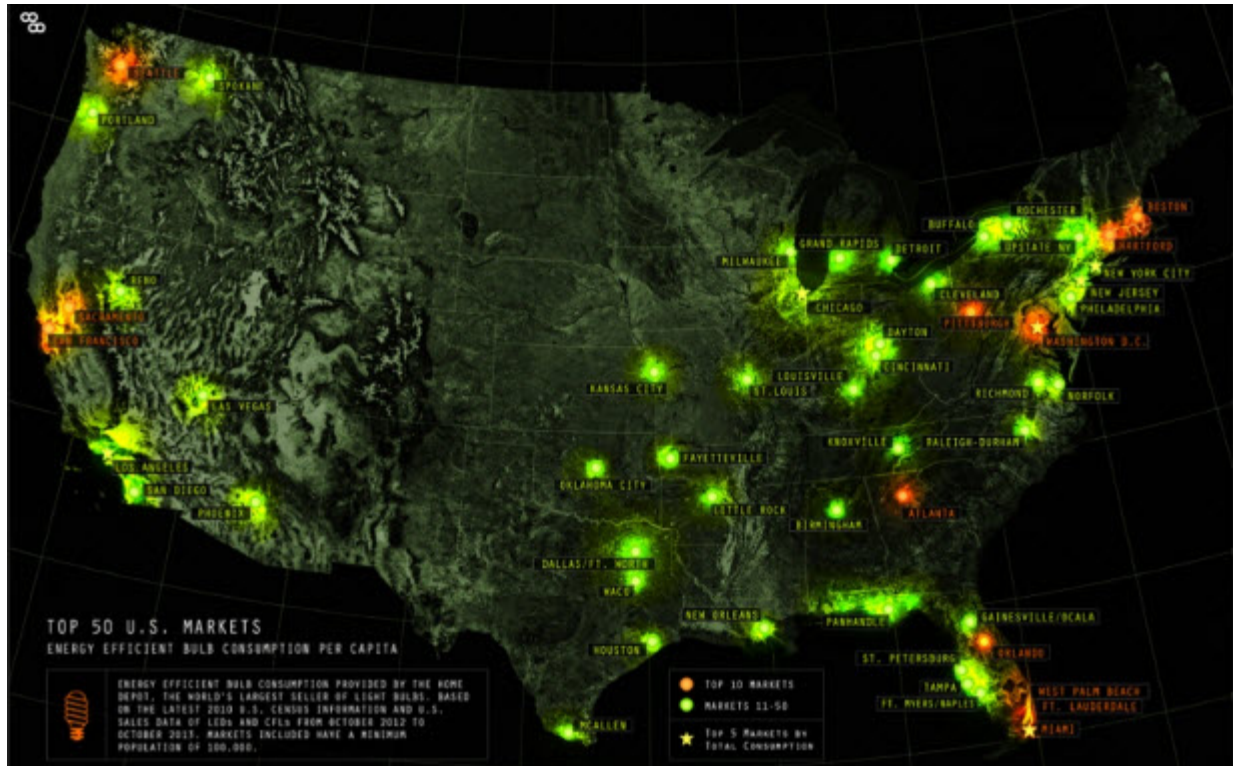 SEATTLE
SPOKANE
PORTLAND
BOSTON
ROCHESTER
BUFFALO
UPSTATE NY
HARTFORD
GRAND RAPIDS
DETROIT
MILWAUKEE
NEW YORK CITY
RENO
CLEVELAND
NEW JERSEY
CHICAGO
PHILADELPHIA
SACRAMENTO
PITTSBURGH
SAN FRANCISCO
DAYTON
WASHINGTON D.C.
CINCINNATI
LOUISVILLE
KANSAS CITY
ST.LOUIS
RICHMOND
NORFOLK
LAS VEGAS
KNOXVILLE
RALEIGH-DURHAM
FAYETTEVILLE
LOS ANGELES
OKLAHOMA CITY
SAN DIEGO
PHOENIX
LITTLE ROCK
ATLANTA
BIRMINGHAM
DALLAS/FT. WORTH
WACO
NEW ORLEANS
PANHANDLE
GAINESVILLE/OCALA
HOUSTON
ORLANDO
ST. PETERSBURG
TAMPA
WEST PALM BEACH
FT. MYERS/NAPLES
FT. LAUDERDALE
MCALLEN
MIAMI
TOP 50 U.S. MARKETS
ENERGY EFFICIENT BULB CONSUMPTION PER CAPITA
ENERGY EFFICIENT BULB CONSUMPTION PROVIDED BY THE HOME
DEPOT, THE WORLD'S LARGEST SELLER OF LIGHT BULBS. BASED
ON THE LATEST 2010 U.S. CENSUS INFORMATION AND U.S.
SALES DATA OF LEDs AND CFLs FROM OCTOBER 2012 TO
OCTOBER 2013. MARKETS INCLUDED HAVE A MINIMUM
POPULATION OF 100,000.
TOP 10 MARKETS
MARKETS 11-50
TOP 5 MARKETS BY
TOTAL CONSUMPTION